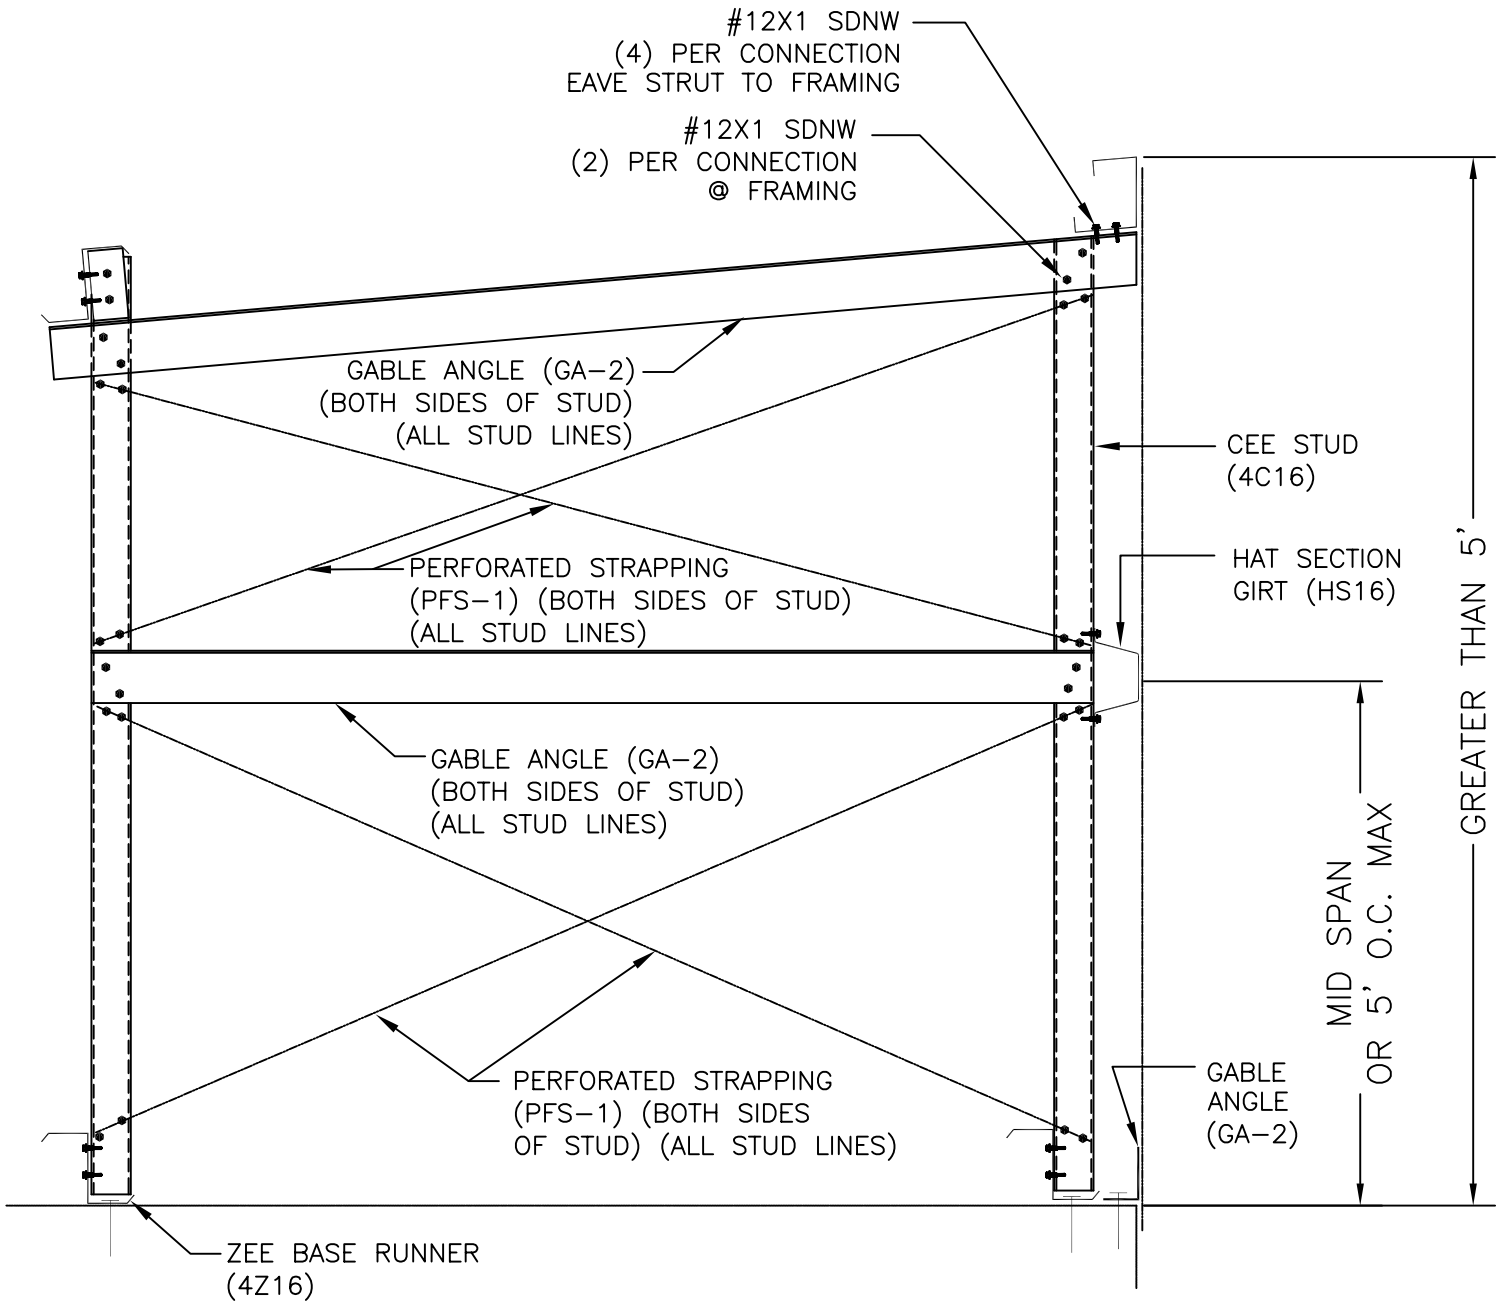 #12X1 SDNW
(4) PER CONNECTION
EAVE STRUT TO FRAMING
#12X1 SDNW
(2) PER CONNECTION
@ FRAMING
GABLE ANGLE (GA-2)
(BOTH SIDES OF STUD)
(ALL STUD LINES)
CEE STUD
(4C16)
PERFORATED STRAPPING
(PFS-1) (BOTH SIDES OF STUD)
(ALL STUD LINES)
HAT SECTION
GIRT (HS16)
GREATER THAN 5'
GABLE ANGLE (GA-2)
(BOTH SIDES OF STUD)
(ALL STUD LINES)
MID SPAN
OR 5' O.C. MAX
PERFORATED STRAPPING
(PFS-1) (BOTH SIDES
OF STUD) (ALL STUD LINES)
GABLE
ANGLE
(GA-2)
ZEE BASE RUNNER
(4Z16)